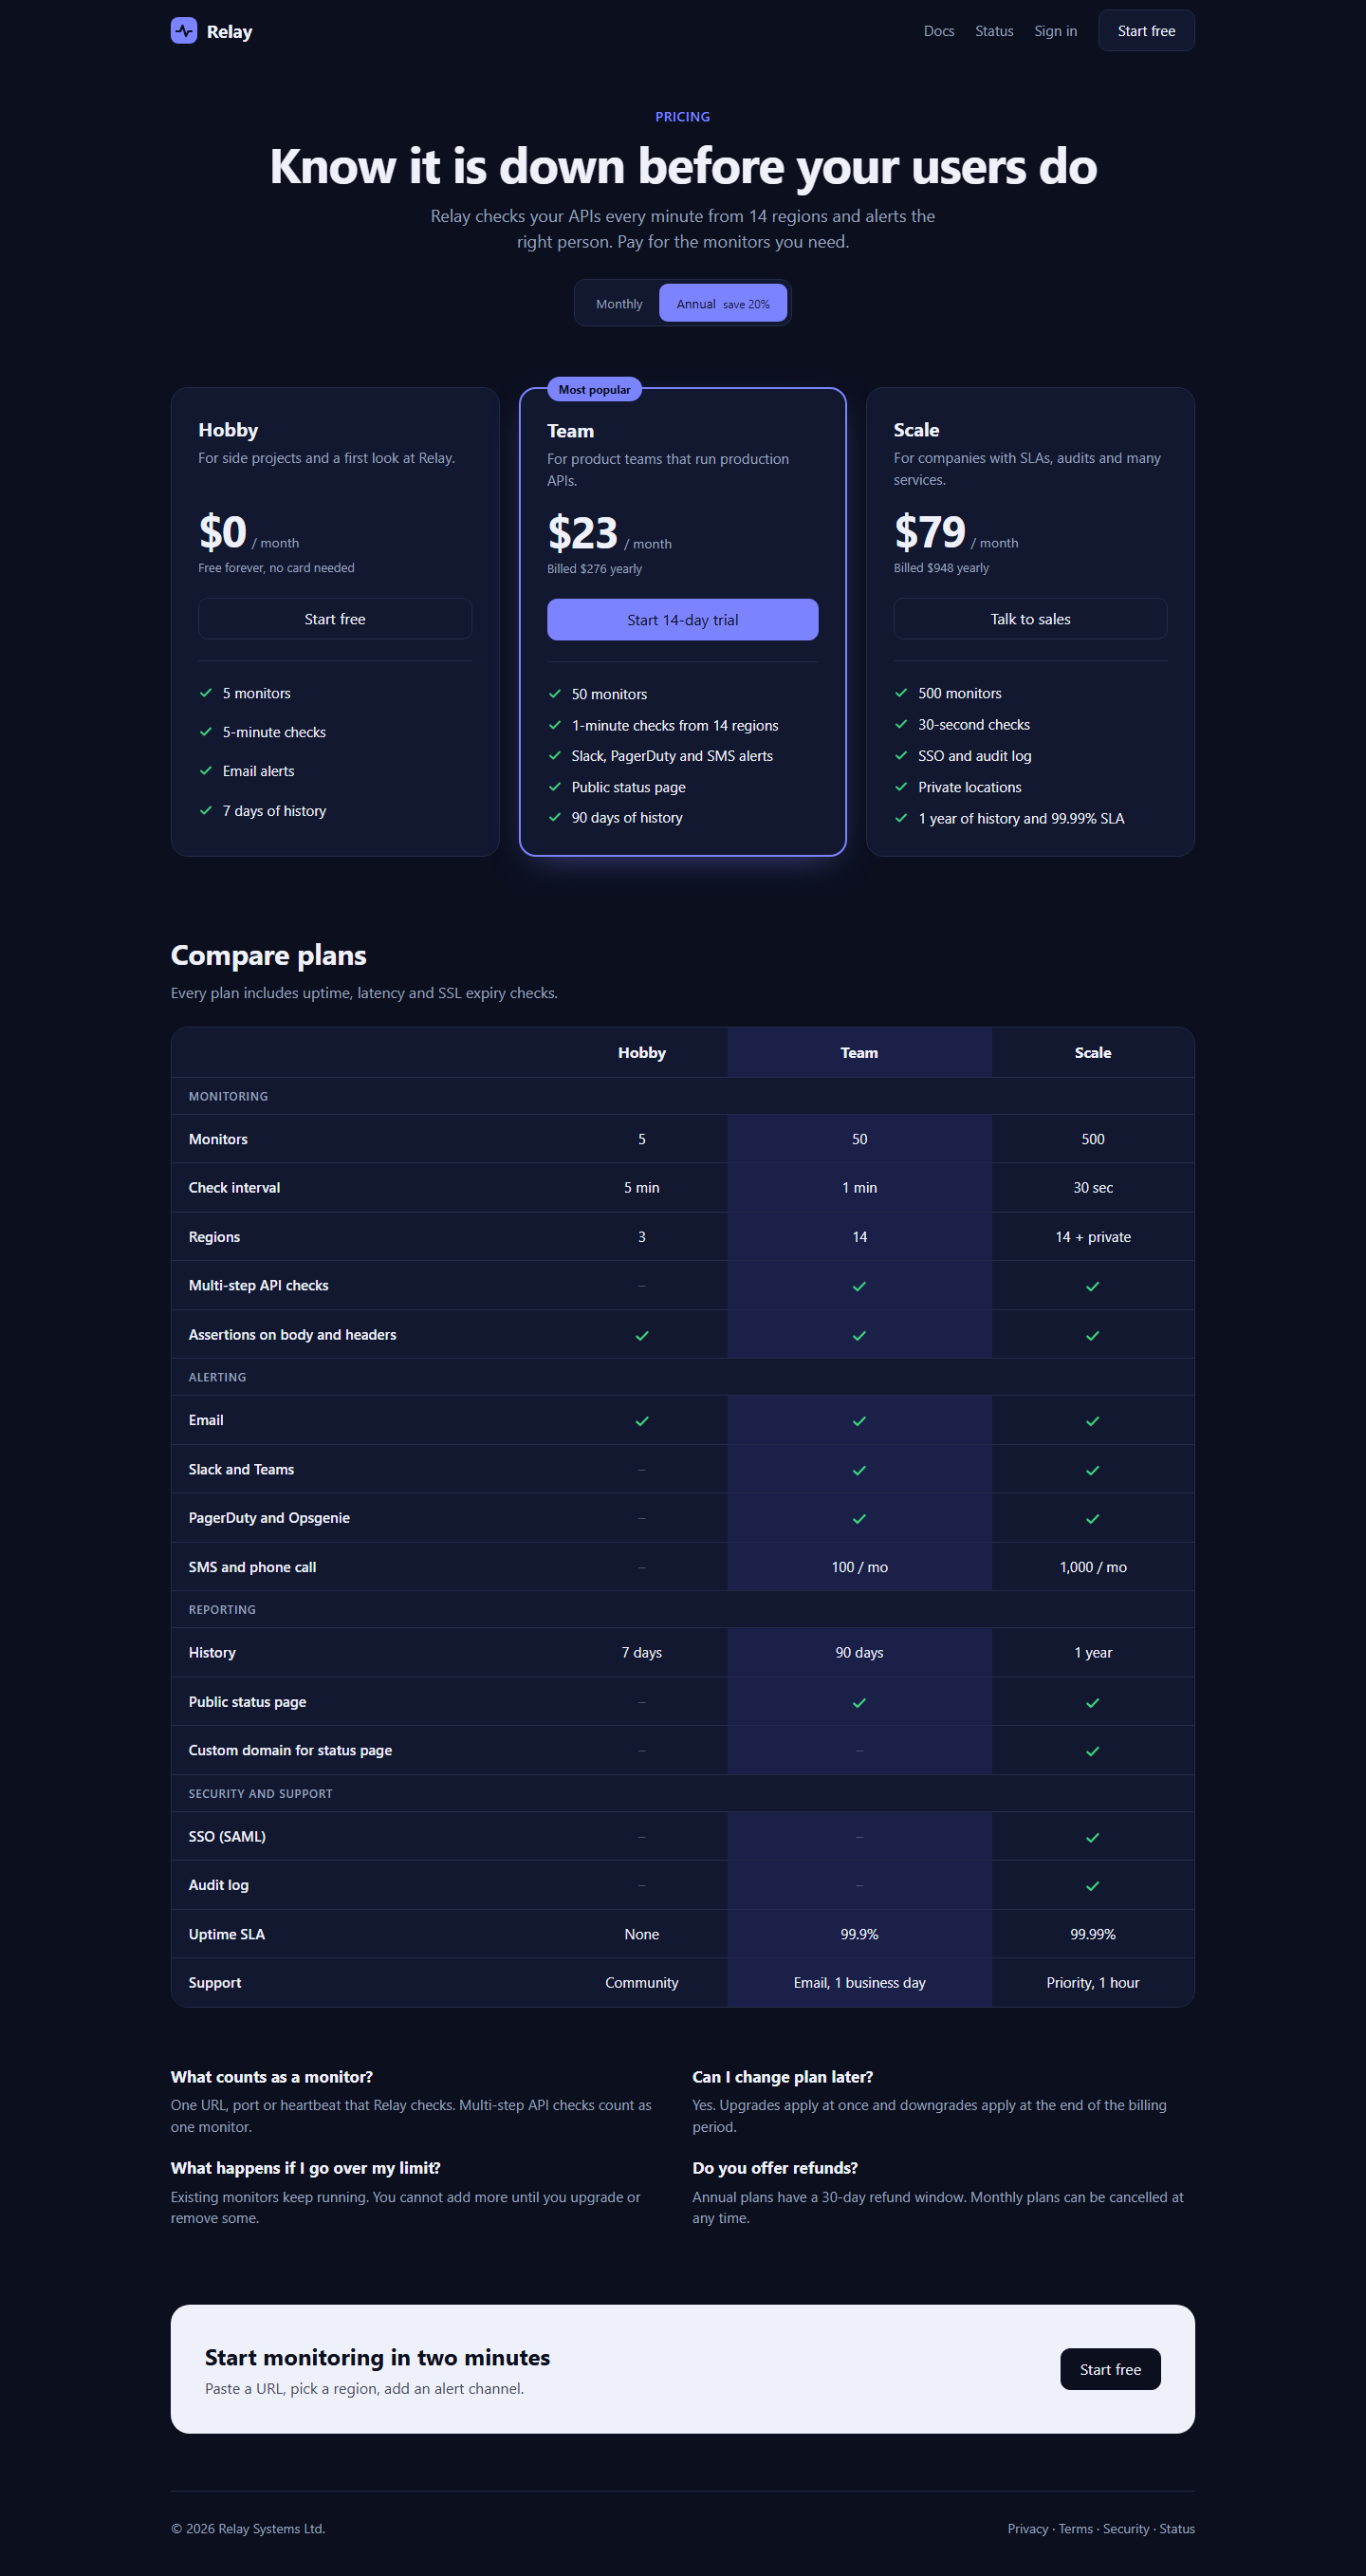 Relay
Docs Status Sign in Start free
PRICING
Know it is down before your users do
Relay checks your APIs every minute from 14 regions and alerts the
right person. Pay for the monitors you need.
Monthly Annual save 20%
Hobby
For side projects and a first look at Relay.
$0 / month
Free forever, no card needed
Start free
5 monitors
5-minute checks
Email alerts
7 days of history
Most popular
Team
For product teams that run production
APIs.
$23 / month
Billed $276 yearly
Start 14-day trial
50 monitors
1-minute checks from 14 regions
Slack, PagerDuty and SMS alerts
Public status page
90 days of history
Scale
For companies with SLAs, audits and many
services.
$79 / month
Billed $948 yearly
Talk to sales
500 monitors
30-second checks
SSO and audit log
Private locations
1 year of history and 99.99% SLA
Compare plans
Every plan includes uptime, latency and SSL expiry checks.
Hobby Team Scale
MONITORING
Monitors 5 50 500
Check interval 5 min 1 min 30 sec
Regions 3 14 14 + private
Multi-step API checks –
Assertions on body and headers
ALERTING
Email
Slack and Teams –
PagerDuty and Opsgenie –
SMS and phone call – 100 / mo 1,000 / mo
REPORTING
History 7 days 90 days 1 year
Public status page –
Custom domain for status page – –
SECURITY AND SUPPORT
SSO (SAML) – –
Audit log – –
Uptime SLA None 99.9% 99.99%
Support Community Email, 1 business day Priority, 1 hour
What counts as a monitor?
One URL, port or heartbeat that Relay checks. Multi-step API checks count as
one monitor.
Can I change plan later?
Yes. Upgrades apply at once and downgrades apply at the end of the billing
period.
What happens if I go over my limit?
Existing monitors keep running. You cannot add more until you upgrade or
remove some.
Do you offer refunds?
Annual plans have a 30-day refund window. Monthly plans can be cancelled at
any time.
Start monitoring in two minutes
Paste a URL, pick a region, add an alert channel.
Start free
© 2026 Relay Systems Ltd.
Privacy · Terms · Security · Status